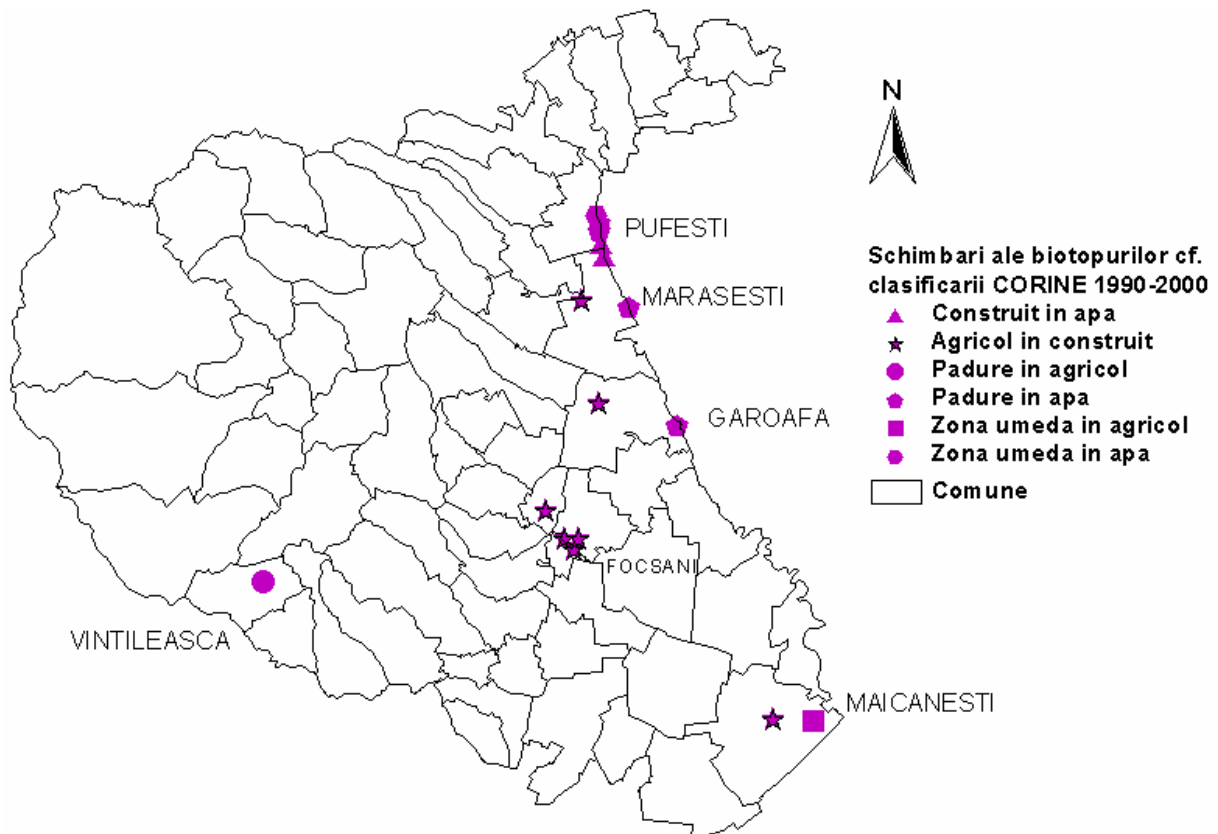 N
PUFESTI
MARASESTI
GAROAFA
FOCSANI
VINTILEASCA
MAICANESTI
Schimbari ale biotopurilor cf.
clasificarii CORINE 1990-2000
Construit in apa
Agricol in construit
Padure in agricol
Padure in apa
Zona umeda in agricol
Zona umeda in apa
Comune